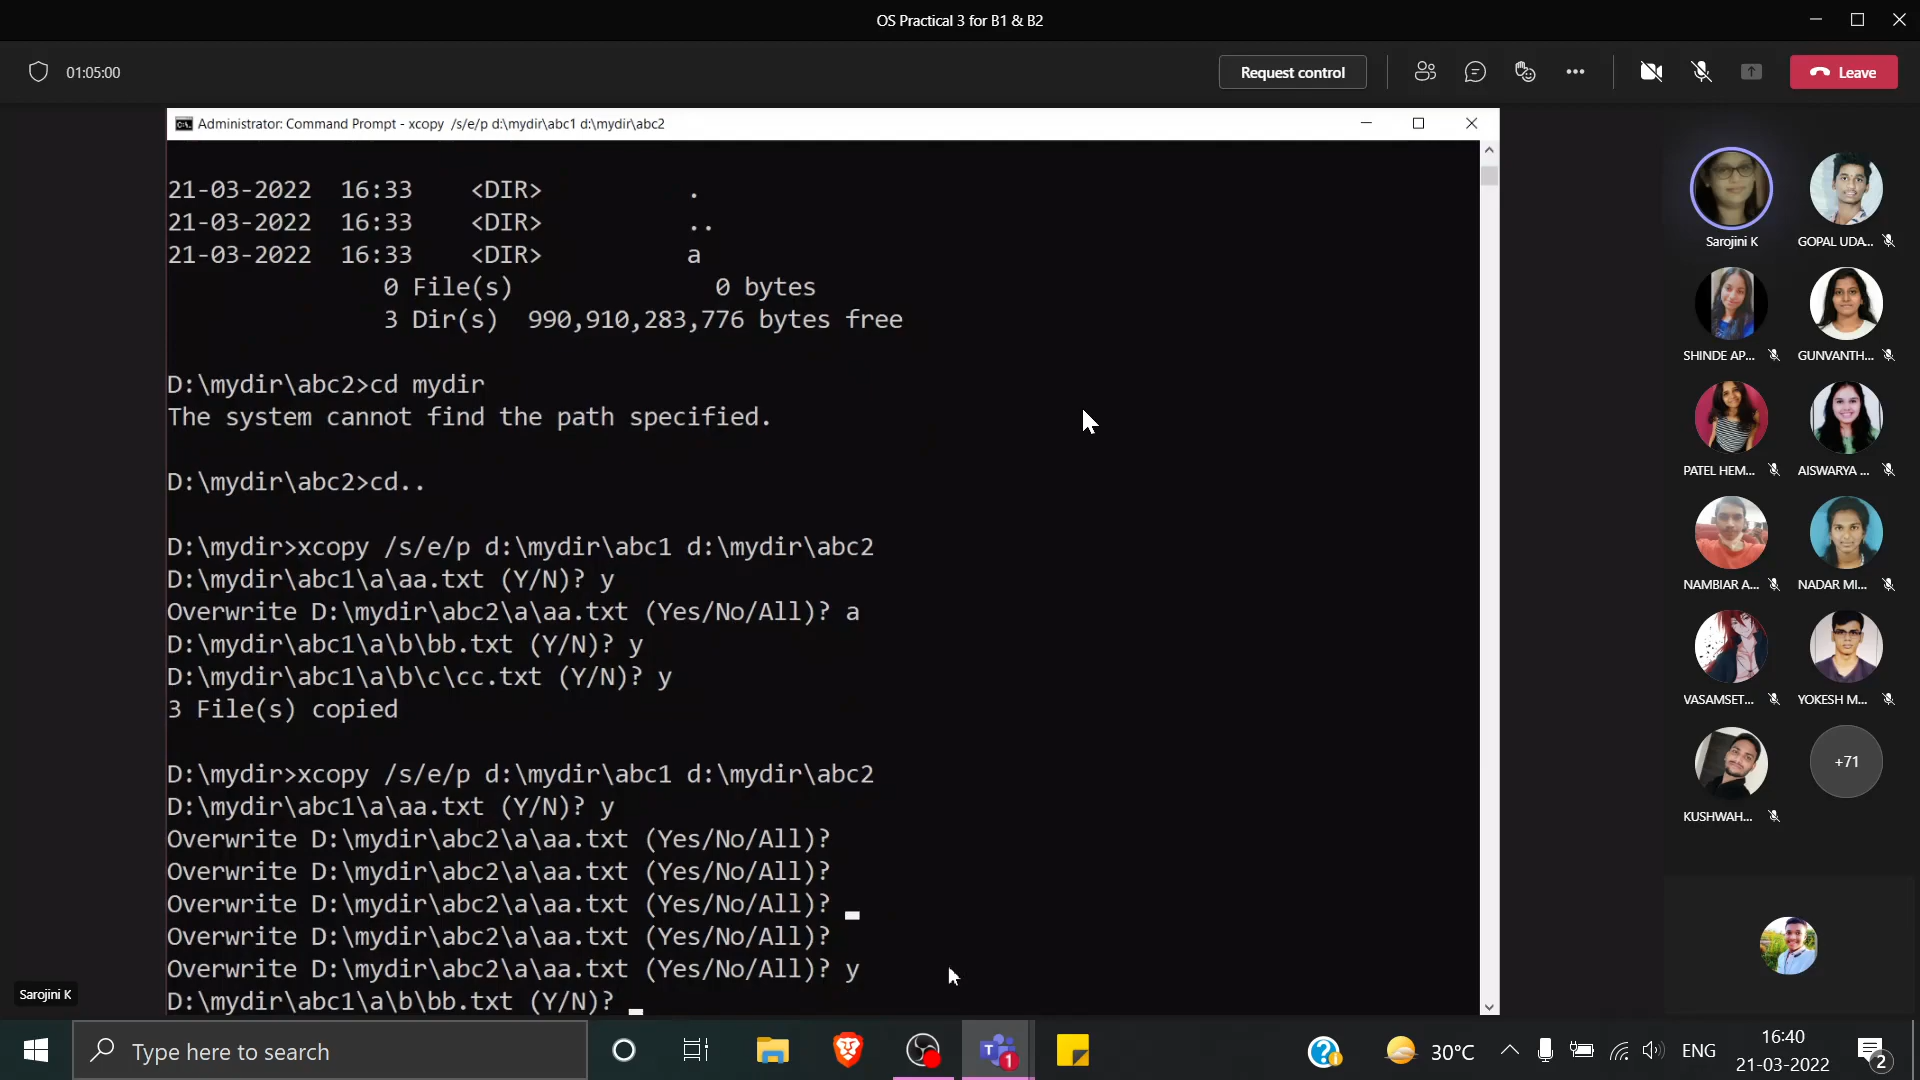 OS Practical 3 for B1 & B2
01:05:00
Request control
Leave
Administrator: Command Prompt - xcopy /s/e/p d:\mydir\abc1 d:\mydir\abc2
21-03-2022 16:33 <DIR> .
21-03-2022 16:33 <DIR> ..
21-03-2022 16:33 <DIR> a
0 File(s) 0 bytes
3 Dir(s) 990,910,283,776 bytes free
D:\mydir\abc2>cd mydir
The system cannot find the path specified.
D:\mydir\abc2>cd..
D:\mydir>xcopy /s/e/p d:\mydir\abc1 d:\mydir\abc2
D:\mydir\abc1\a\aa.txt (Y/N)? y
Overwrite D:\mydir\abc2\a\aa.txt (Yes/No/All)? a
D:\mydir\abc1\a\b\bb.txt (Y/N)? y
D:\mydir\abc1\a\b\c\cc.txt (Y/N)? y
3 File(s) copied
D:\mydir>xcopy /s/e/p d:\mydir\abc1 d:\mydir\abc2
D:\mydir\abc1\a\aa.txt (Y/N)? y
Overwrite D:\mydir\abc2\a\aa.txt (Yes/No/All)?
Overwrite D:\mydir\abc2\a\aa.txt (Yes/No/All)?
Overwrite D:\mydir\abc2\a\aa.txt (Yes/No/All)?
Overwrite D:\mydir\abc2\a\aa.txt (Yes/No/All)?
Overwrite D:\mydir\abc2\a\aa.txt (Yes/No/All)? y
D:\mydir\abc1\a\b\bb.txt (Y/N)?
Sarojini K
Sarojini K
GOPAL UDA...
SHINDE AP...
GUNVANTH...
PATEL HEM...
AISWARYA ...
NAMBIAR A...
NADAR MI...
VASAMSET...
YOKESH M...
KUSHWAH...
+71
Type here to search
1
30°C
ENG
16:40
21-03-2022
2